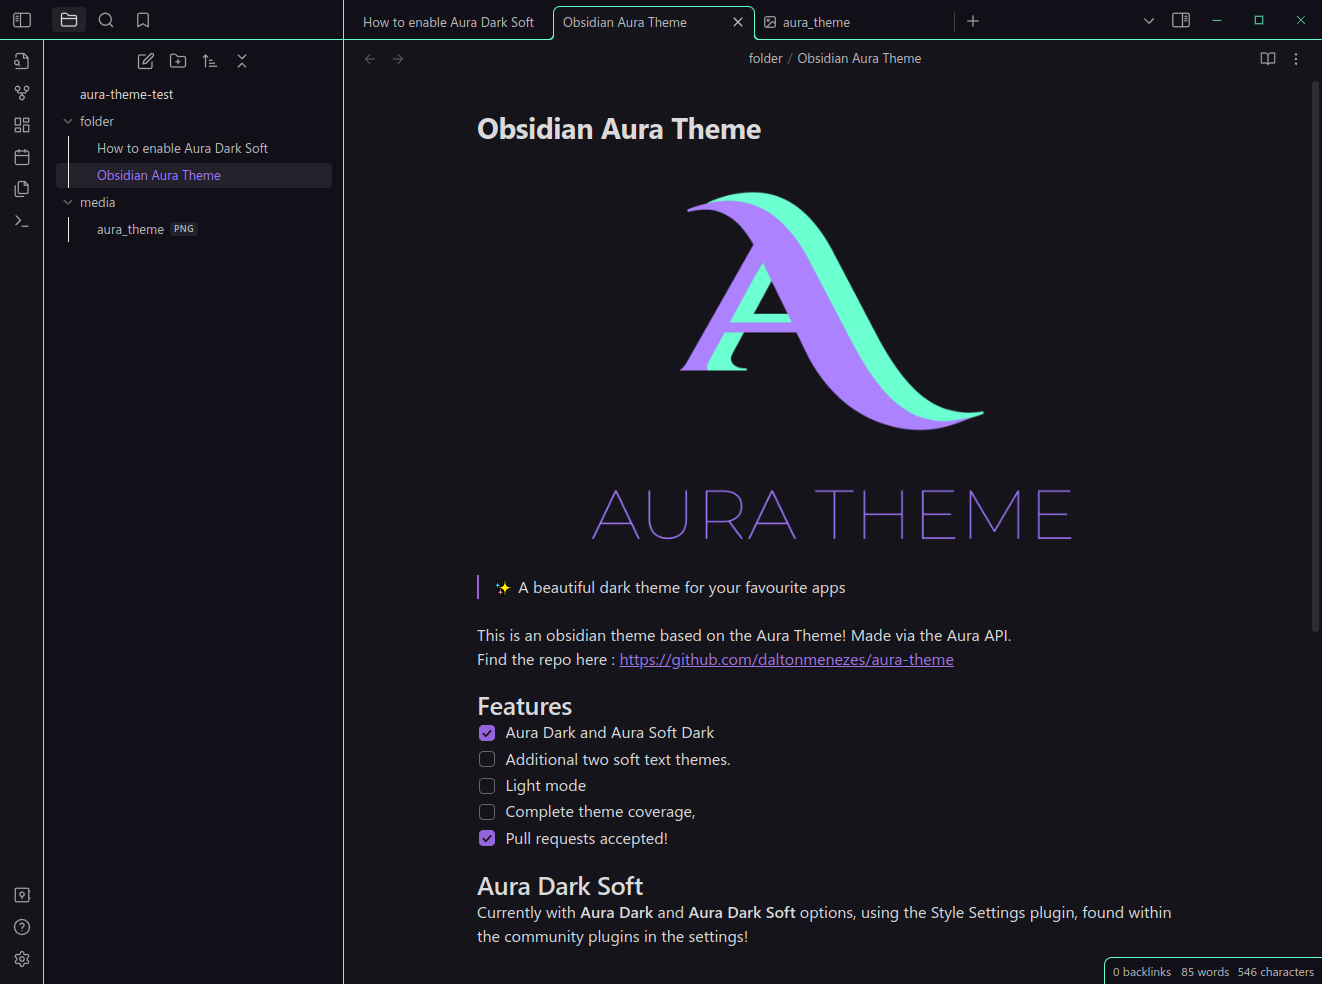 How to enable Aura Dark Soft
Obsidian Aura Theme
aura_theme
folder / Obsidian Aura Theme
aura-theme-test
folder
How to enable Aura Dark Soft
Obsidian Aura Theme
media
aura_theme PNG
Obsidian Aura Theme
AURA THEME
✨ A beautiful dark theme for your favourite apps
This is an obsidian theme based on the Aura Theme! Made via the Aura API.
Find the repo here : https://github.com/daltonmenezes/aura-theme
Features
Aura Dark and Aura Soft Dark
Additional two soft text themes.
Light mode
Complete theme coverage,
Pull requests accepted!
Aura Dark Soft
Currently with Aura Dark and Aura Dark Soft options, using the Style Settings plugin, found within
the community plugins in the settings!
0 backlinks 85 words 546 characters